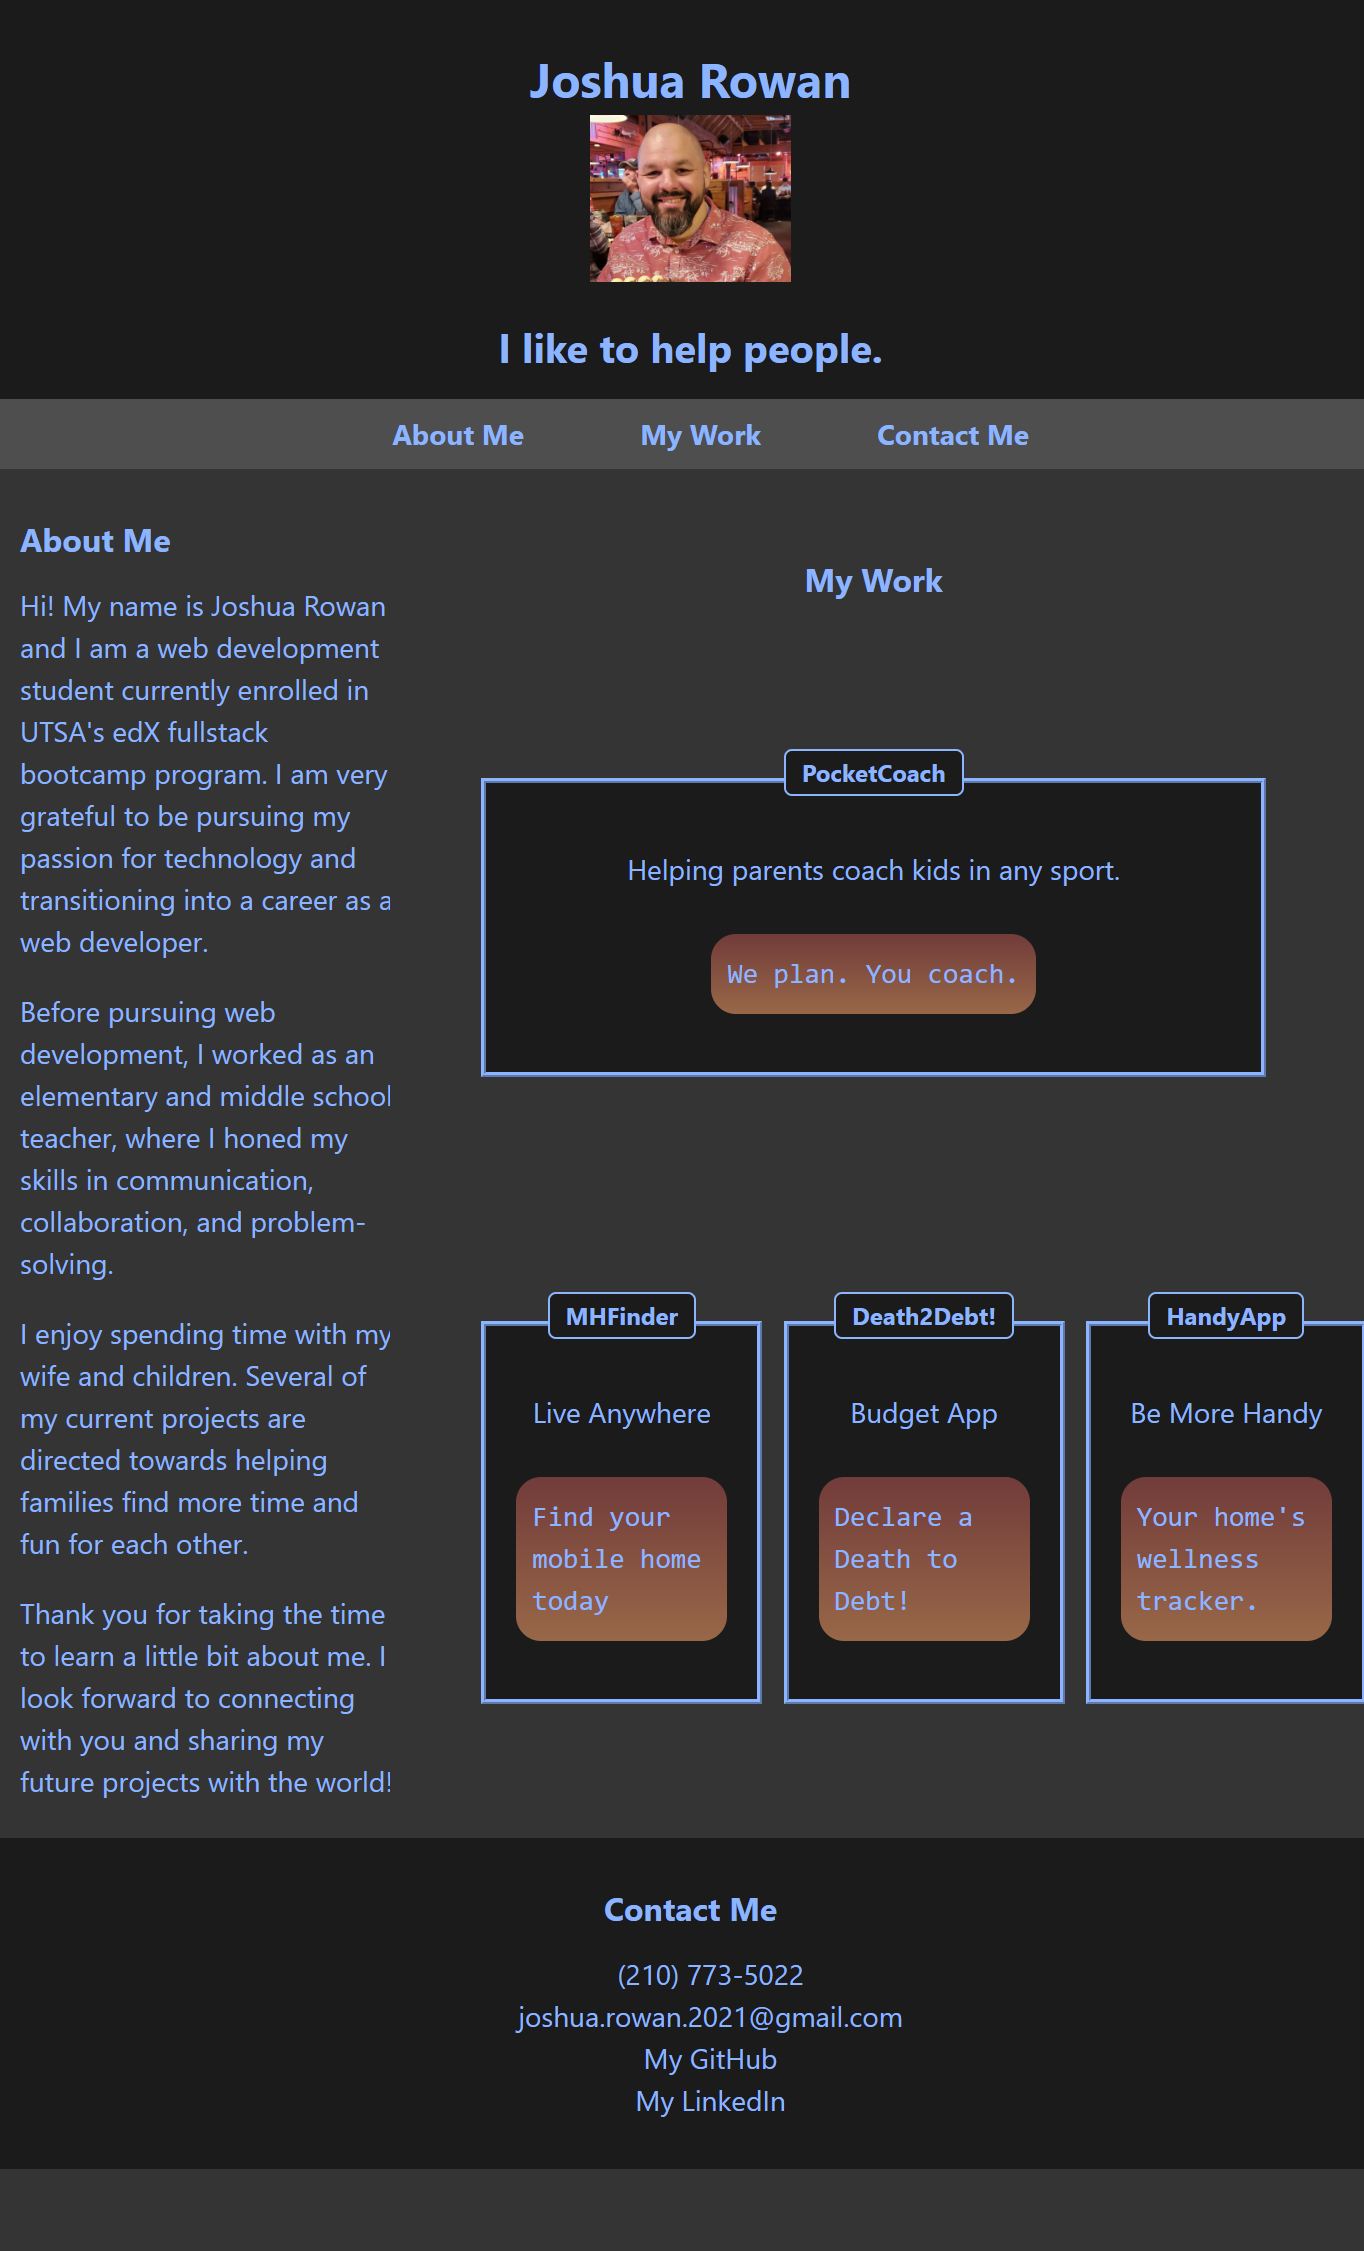 Joshua Rowan
I like to help people.
About Me
My Work
Contact Me
About Me
Hi! My name is Joshua Rowan
and I am a web development
student currently enrolled in
UTSA's edX fullstack
bootcamp program. I am very
grateful to be pursuing my
passion for technology and
transitioning into a career as a
web developer.
Before pursuing web
development, I worked as an
elementary and middle school
teacher, where I honed my
skills in communication,
collaboration, and problem-
solving.
I enjoy spending time with my
wife and children. Several of
my current projects are
directed towards helping
families find more time and
fun for each other.
Thank you for taking the time
to learn a little bit about me. I
look forward to connecting
with you and sharing my
future projects with the world!
My Work
PocketCoach
Helping parents coach kids in any sport.
We plan. You coach.
MHFinder
Live Anywhere
Find your
mobile home
today
Death2Debt!
Budget App
Declare a
Death to
Debt!
HandyApp
Be More Handy
Your home's
wellness
tracker.
Contact Me
(210) 773-5022
joshua.rowan.2021@gmail.com
My GitHub
My LinkedIn